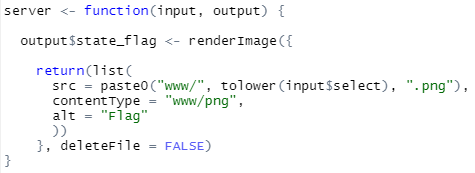 server <- function(input, output) {
output$state_flag <- renderImage({
return(list(
src = paste0("www/", tolower(input$select), ".png"),
contentType = "www/png",
alt = "Flag"
))
}, deleteFile = FALSE)
}